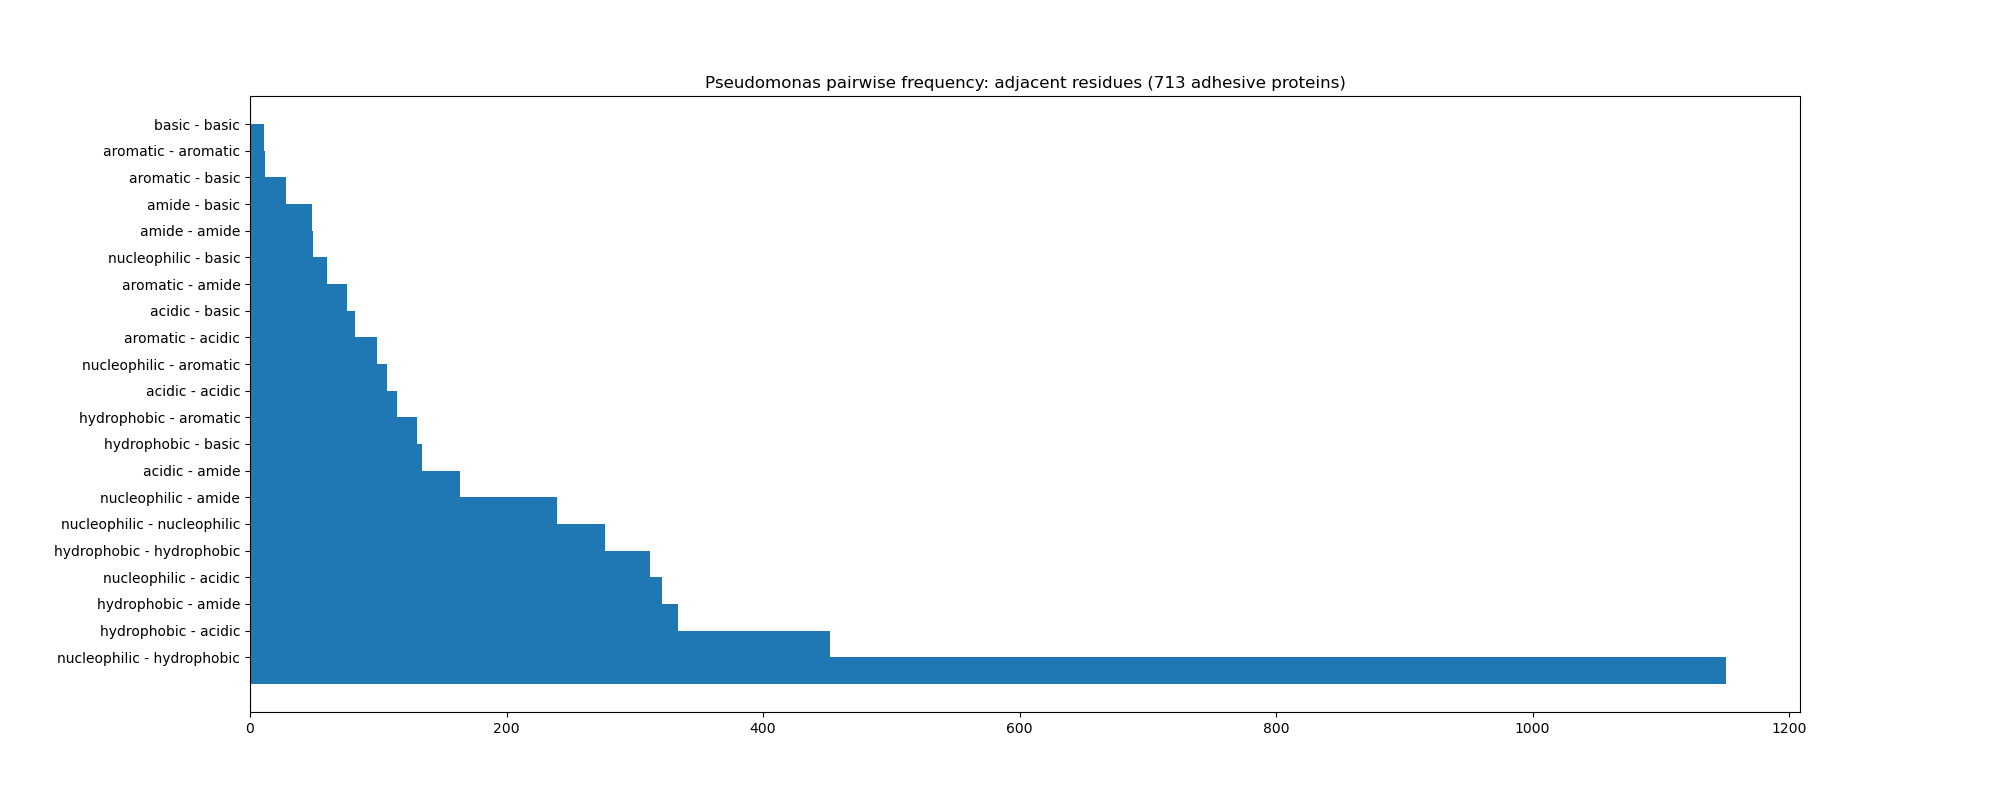 Pseudomonas pairwise frequency: adjacent residues (713 adhesive proteins)
basic - basic
aromatic - aromatic
aromatic - basic
amide - basic
amide - amide
nucleophilic - basic
aromatic - amide
acidic - basic
aromatic - acidic
nucleophilic - aromatic
acidic - acidic
hydrophobic - aromatic
hydrophobic - basic
acidic - amide
nucleophilic - amide
nucleophilic - nucleophilic
hydrophobic - hydrophobic
nucleophilic - acidic
hydrophobic - amide
hydrophobic - acidic
nucleophilic - hydrophobic
0 200 400 600 800 1000 1200